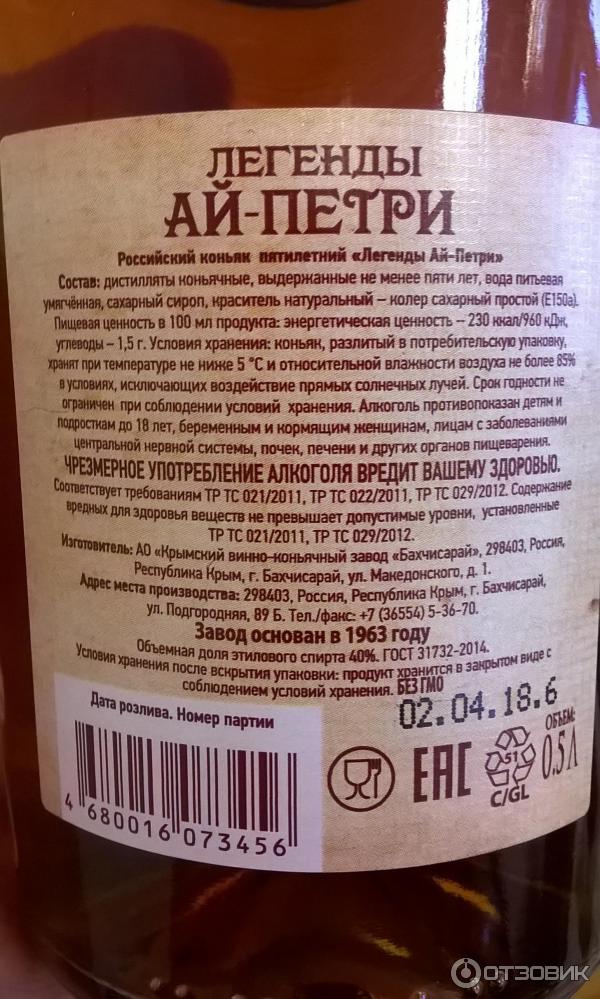 ЛЕГЕНДЫ
АЙ-ПЕТРИ
Российский коньяк пятилетний «Легенды Ай-Петри»
Состав: дистилляты коньячные, выдержанные не менее пяти лет, вода питьевая
умягчённая, сахарный сироп, краситель натуральный – колер сахарный простой (Е150а).
Пищевая ценность в 100 мл продукта: энергетическая ценность – 230 ккал/960 кДж,
углеводы – 1,5 г. Условия хранения: коньяк, разлитый в потребительскую упаковку,
хранят при температуре не ниже 5 °С и относительной влажности воздуха не более 85%
в условиях, исключающих воздействие прямых солнечных лучей. Срок годности не
ограничен при соблюдении условий хранения. Алкоголь противопоказан детям и
подросткам до 18 лет, беременным и кормящим женщинам, лицам с заболеваниями
центральной нервной системы, почек, печени и других органов пищеварения.
ЧРЕЗМЕРНОЕ УПОТРЕБЛЕНИЕ АЛКОГОЛЯ ВРЕДИТ ВАШЕМУ ЗДОРОВЬЮ.
Соответствует требованиям ТР ТС 021/2011, ТР ТС 022/2011, ТР ТС 029/2012. Содержание
вредных для здоровья веществ не превышает допустимые уровни, установленные
ТР ТС 021/2011, ТР ТС 029/2012.
Изготовитель: АО «Крымский винно-коньячный завод «Бахчисарай», 298403, Россия,
Республика Крым, г. Бахчисарай, ул. Македонского, д. 1.
Адрес места производства: 298403, Россия, Республика Крым, г. Бахчисарай,
ул. Подгородняя, 89 Б. Тел./факс: +7 (36554) 5-36-70.
Завод основан в 1963 году
Объемная доля этилового спирта 40%. ГОСТ 31732-2014.
Условия хранения после вскрытия упаковки: продукт хранится в закрытом виде с
соблюдением условий хранения. БЕЗ ГМО
Дата розлива. Номер партии
02.04.18.6
ОБЪЕМ:
0.5 Л
EAC
51
C/GL
4 680016 073456
ОТЗОВИК